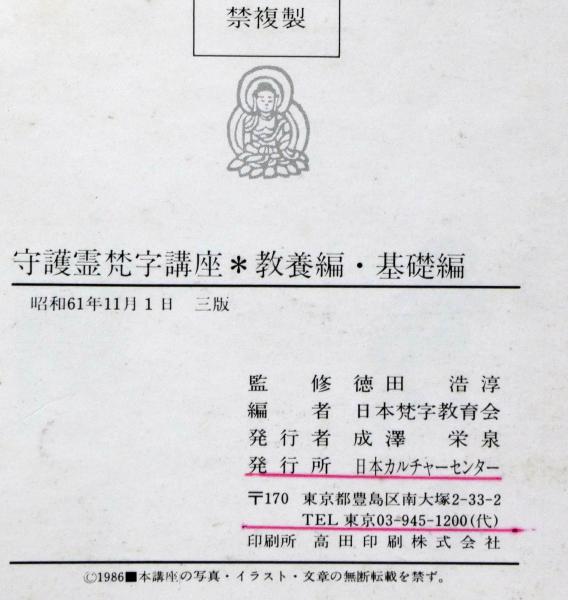 禁複製
守護霊梵字講座＊教養編・基礎編
昭和61年11月1日　三版
監　修　徳田　浩淳
編　者　日本梵字教育会
発行者　成澤　栄泉
発行所　日本カルチャーセンター
〒170　東京都豊島区南大塚2-33-2
TEL 東京03-945-1200(代)
印刷所　高田印刷株式会社
©1986■本講座の写真・イラスト・文章の無断転載を禁ず。